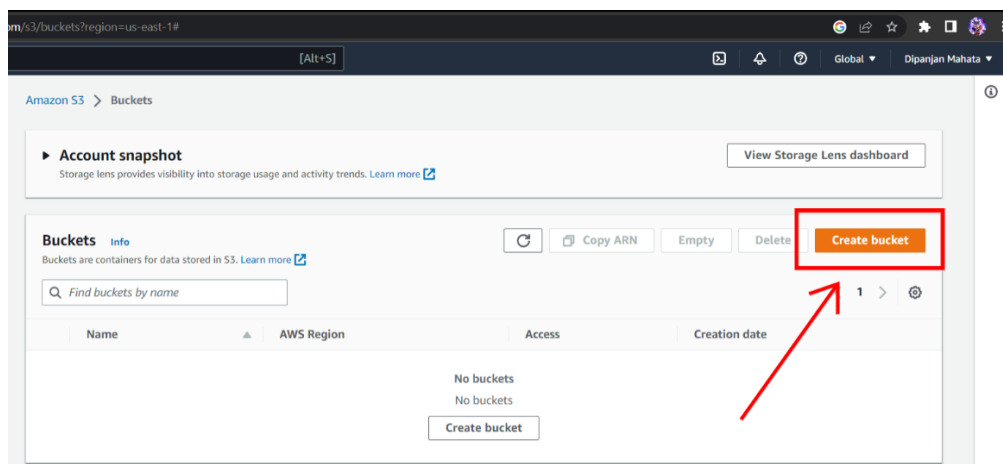 om/s3/buckets?region=us-east-1#
[Alt+S]
Global ▼ Dipanjan Mahata ▼
Amazon S3 > Buckets
Account snapshot
View Storage Lens dashboard
Storage lens provides visibility into storage usage and activity trends. Learn more
Buckets Info
Copy ARN Empty Delete Create bucket
Buckets are containers for data stored in S3. Learn more
Find buckets by name
1
Name AWS Region Access Creation date
No buckets
No buckets
Create bucket